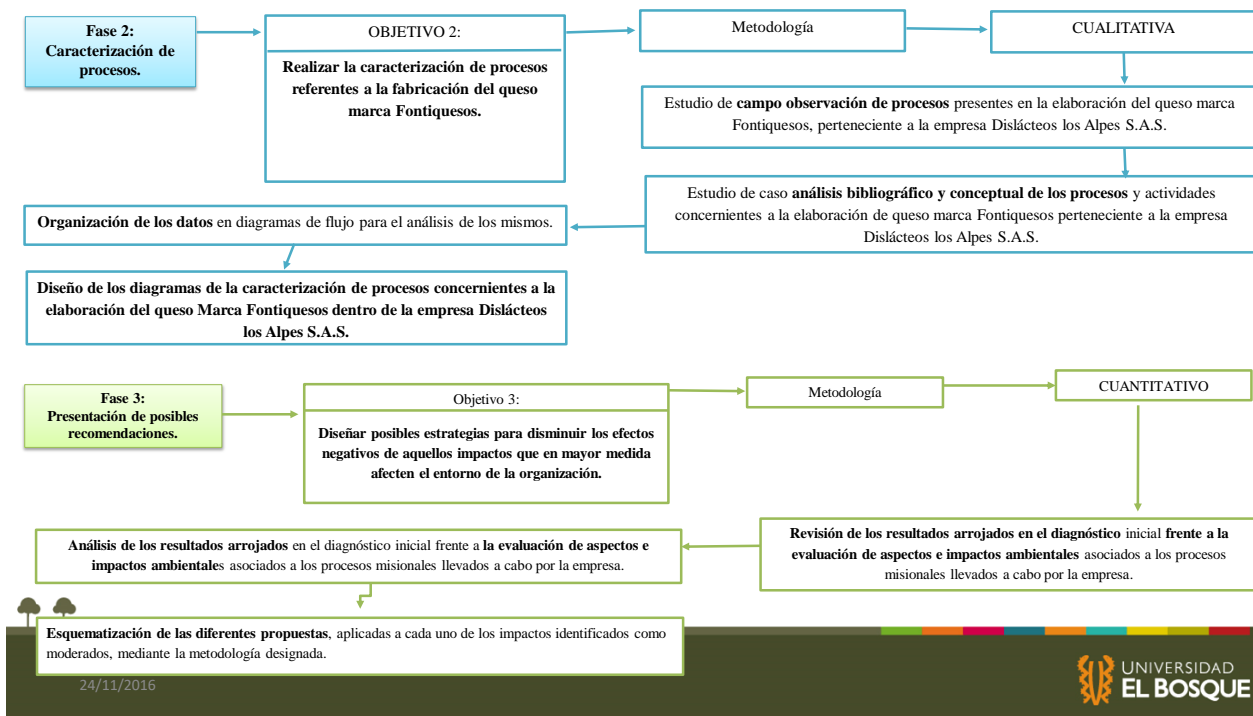 Fase 2:
Caracterización de
procesos.
OBJETIVO 2:
Realizar la caracterización de procesos
referentes a la fabricación del queso
marca Fontiquesos.
Metodología
CUALITATIVA
Estudio de campo observación de procesos presentes en la elaboración del queso marca
Fontiquesos, perteneciente a la empresa Dislácteos los Alpes S.A.S.
Estudio de caso análisis bibliográfico y conceptual de los procesos y actividades
concernientes a la elaboración de queso marca Fontiquesos perteneciente a la empresa
Dislácteos los Alpes S.A.S.
Organización de los datos en diagramas de flujo para el análisis de los mismos.
Diseño de los diagramas de la caracterización de procesos concernientes a la
elaboración del queso Marca Fontiquesos dentro de la empresa Dislácteos
los Alpes S.A.S.
Fase 3:
Presentación de posibles
recomendaciones.
Objetivo 3:
Diseñar posibles estrategias para disminuir los efectos
negativos de aquellos impactos que en mayor medida
afecten el entorno de la organización.
Metodología
CUANTITATIVO
Revisión de los resultados arrojados en el diagnóstico inicial frente a la
evaluación de aspectos e impactos ambientales asociados a los procesos
misionales llevados a cabo por la empresa.
Análisis de los resultados arrojados en el diagnóstico inicial frente a la evaluación de aspectos e
impactos ambientales asociados a los procesos misionales llevados a cabo por la empresa.
Esquematización de las diferentes propuestas, aplicadas a cada uno de los impactos identificados como
moderados, mediante la metodología designada.
24/11/2016
UNIVERSIDAD
EL BOSQUE